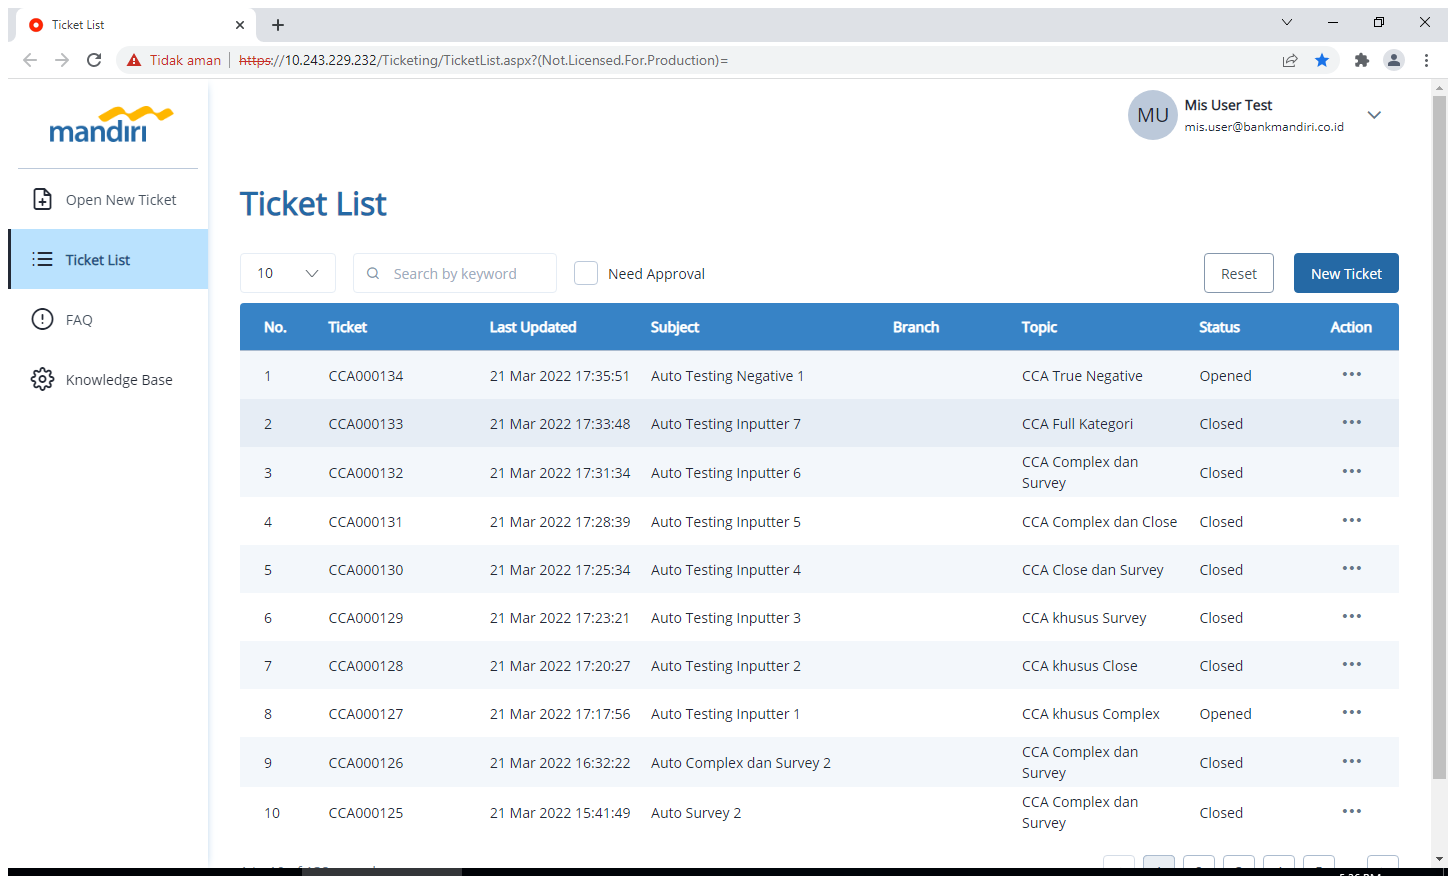 Ticket List
Tidak aman
https://10.243.229.232/Ticketing/TicketList.aspx?(Not.Licensed.For.Production)=
mandiri
MU
Mis User Test
mis.user@bankmandiri.co.id
Open New Ticket
Ticket List
FAQ
Knowledge Base
Ticket List
10
Search by keyword
Need Approval
Reset
New Ticket
No. Ticket Last Updated Subject Branch Topic Status Action
1 CCA000134 21 Mar 2022 17:35:51 Auto Testing Negative 1 CCA True Negative Opened
2 CCA000133 21 Mar 2022 17:33:48 Auto Testing Inputter 7 CCA Full Kategori Closed
3 CCA000132 21 Mar 2022 17:31:34 Auto Testing Inputter 6 CCA Complex dan Survey Closed
4 CCA000131 21 Mar 2022 17:28:39 Auto Testing Inputter 5 CCA Complex dan Close Closed
5 CCA000130 21 Mar 2022 17:25:34 Auto Testing Inputter 4 CCA Close dan Survey Closed
6 CCA000129 21 Mar 2022 17:23:21 Auto Testing Inputter 3 CCA khusus Survey Closed
7 CCA000128 21 Mar 2022 17:20:27 Auto Testing Inputter 2 CCA khusus Close Closed
8 CCA000127 21 Mar 2022 17:17:56 Auto Testing Inputter 1 CCA khusus Complex Opened
9 CCA000126 21 Mar 2022 16:32:22 Auto Complex dan Survey 2 CCA Complex dan Survey Closed
10 CCA000125 21 Mar 2022 15:41:49 Auto Survey 2 CCA Complex dan Survey Closed